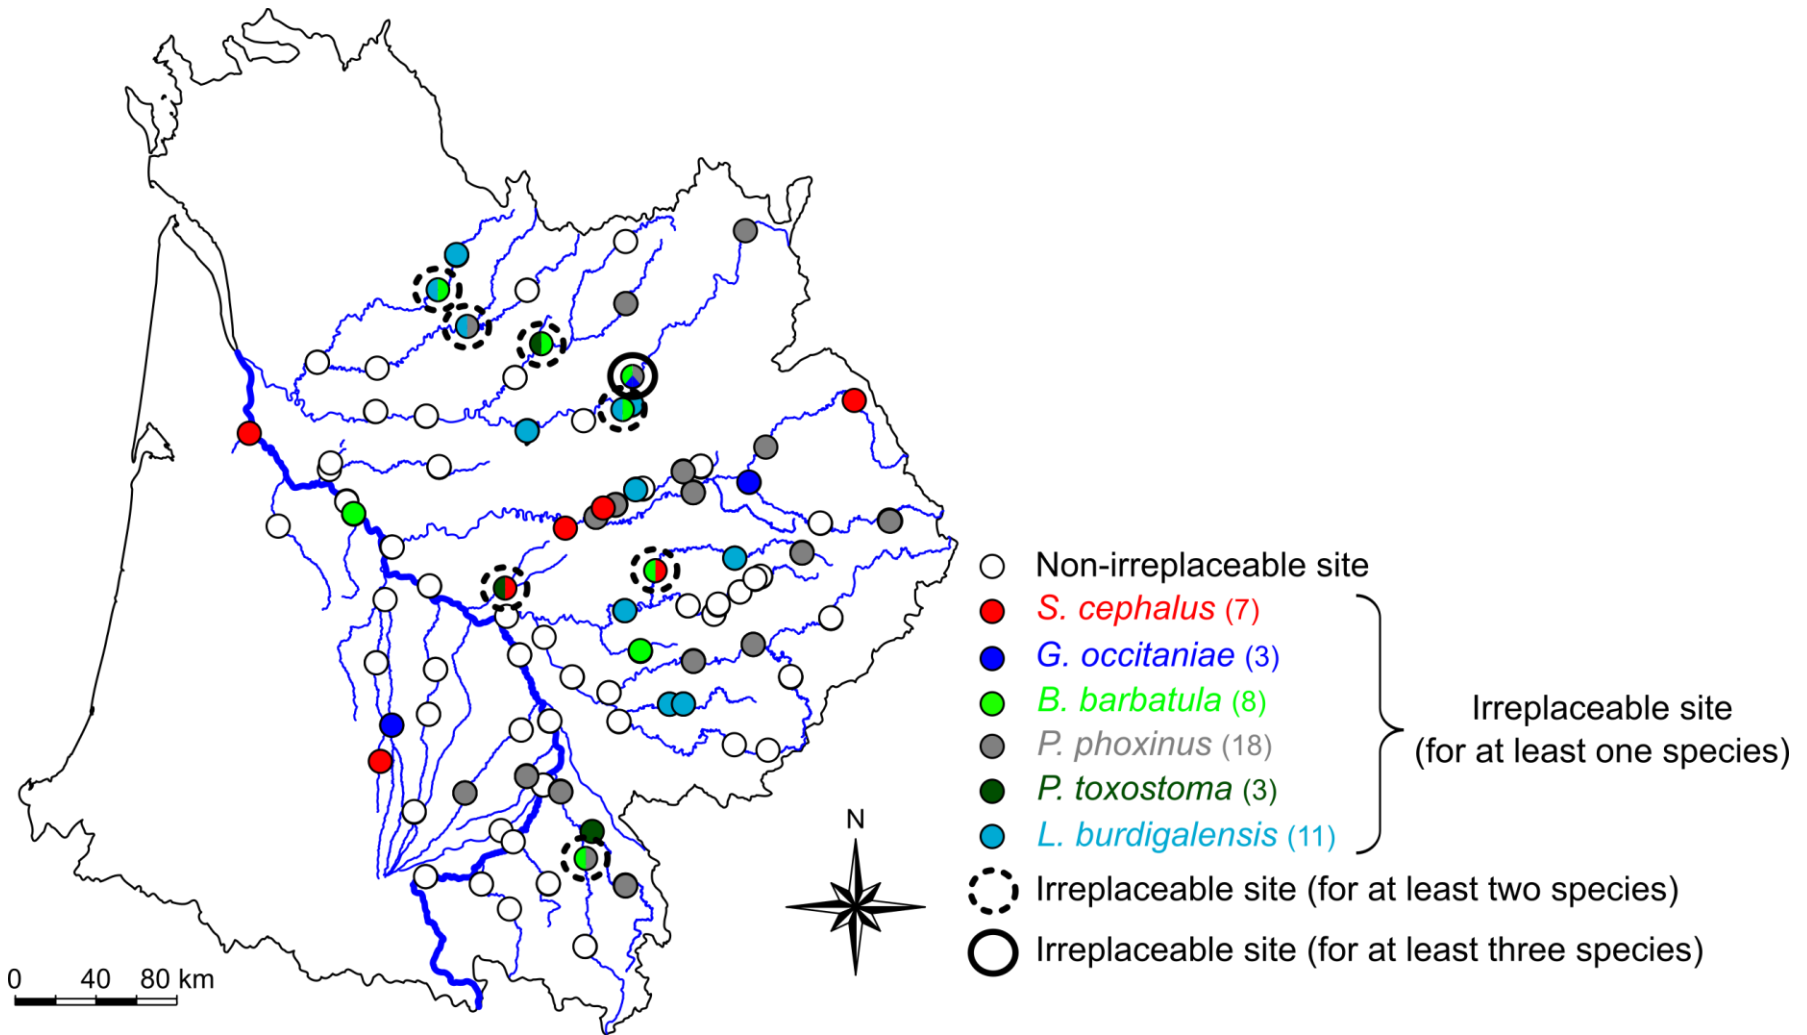 Non-irreplaceable site
S. cephalus (7)
G. occitaniae (3)
B. barbatula (8)
P. phoxinus (18)
P. toxostoma (3)
L. burdigalensis (11)
Irreplaceable site
(for at least one species)
Irreplaceable site (for at least two species)
Irreplaceable site (for at least three species)
N
0 40 80 km